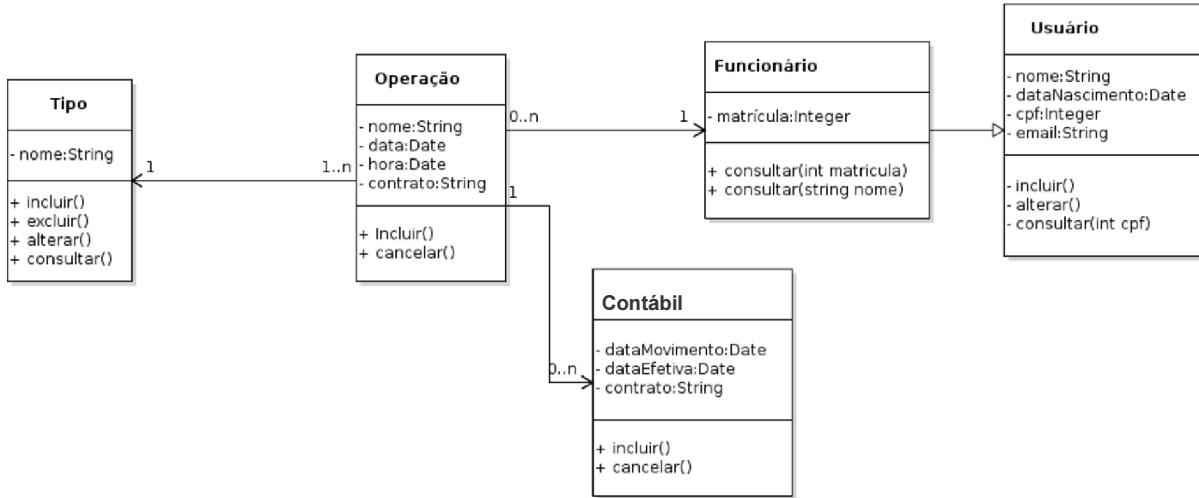 Tipo
- nome:String
+ incluir()
+ excluir()
+ alterar()
+ consultar()
1
1..n
Operação
- nome:String
- data:Date
- hora:Date
- contrato:String
+ Incluir()
+ cancelar()
0..n
1
1
0..n
Funcionário
- matrícula:Integer
+ consultar(int matricula)
+ consultar(string nome)
Usuário
- nome:String
- dataNascimento:Date
- cpf:Integer
- email:String
- incluir()
- alterar()
- consultar(int cpf)
Contábil
- dataMovimento:Date
- dataEfetiva:Date
- contrato:String
+ incluir()
+ cancelar()